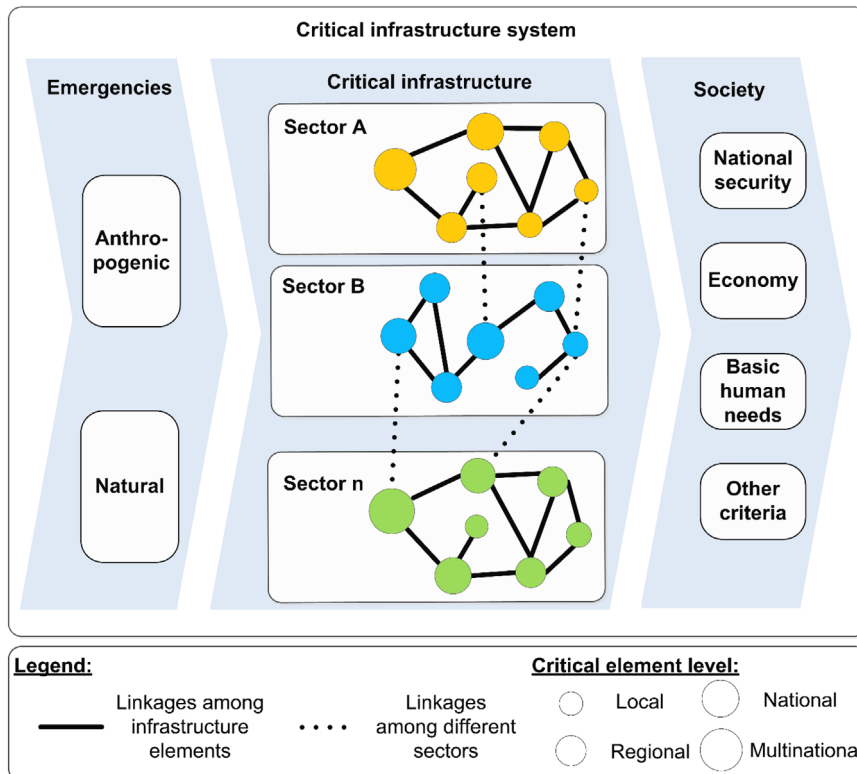 Critical infrastructure system
Emergencies
Critical infrastructure
Society
Sector A
Anthro-
pogenic
Natural
Sector B
Sector n
National
security
Economy
Basic
human
needs
Other
criteria
Legend:
Linkages among
infrastructure
elements
Linkages
among different
sectors
Critical element level:
Local
National
Regional
Multinational